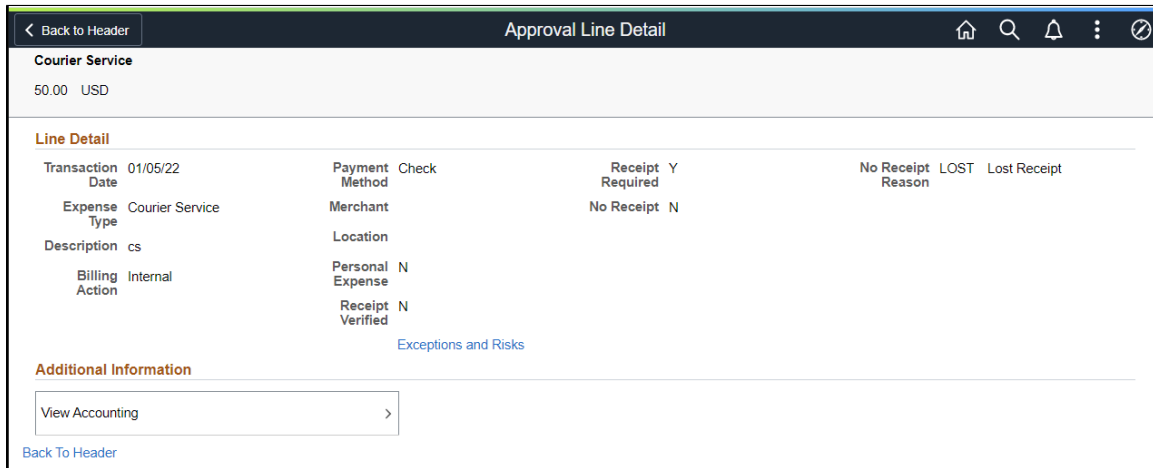 Back to Header
Approval Line Detail
Courier Service
50.00 USD
Line Detail
Transaction Date 01/05/22
Expense Type Courier Service
Description cs
Billing Action Internal
Payment Method Check
Merchant
Location
Personal Expense N
Receipt Verified N
Exceptions and Risks
Receipt Required Y
No Receipt N
No Receipt Reason LOST Lost Receipt
Additional Information
View Accounting
Back To Header